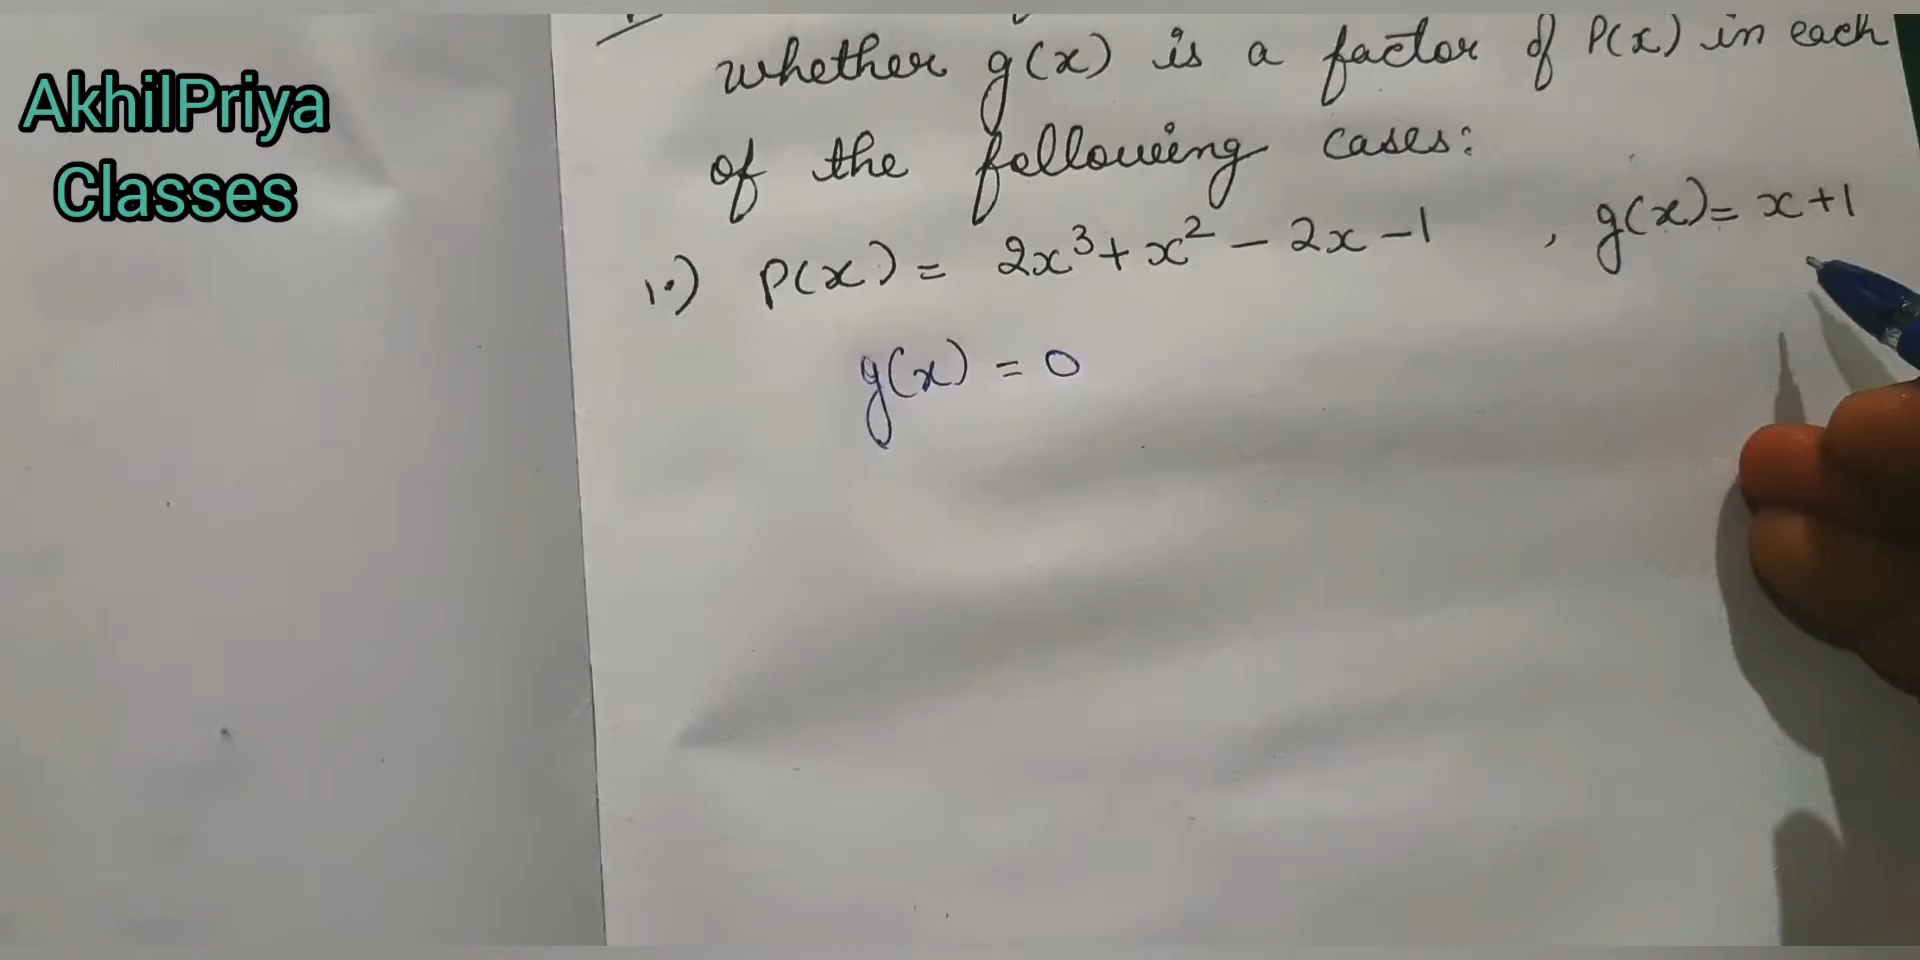 AkhilPriya
Classes
whether g(x) is a factor of P(x) in each
of the following cases:
1.) P(x) = 2x³ + x² - 2x - 1 , g(x) = x + 1
g(x) = 0